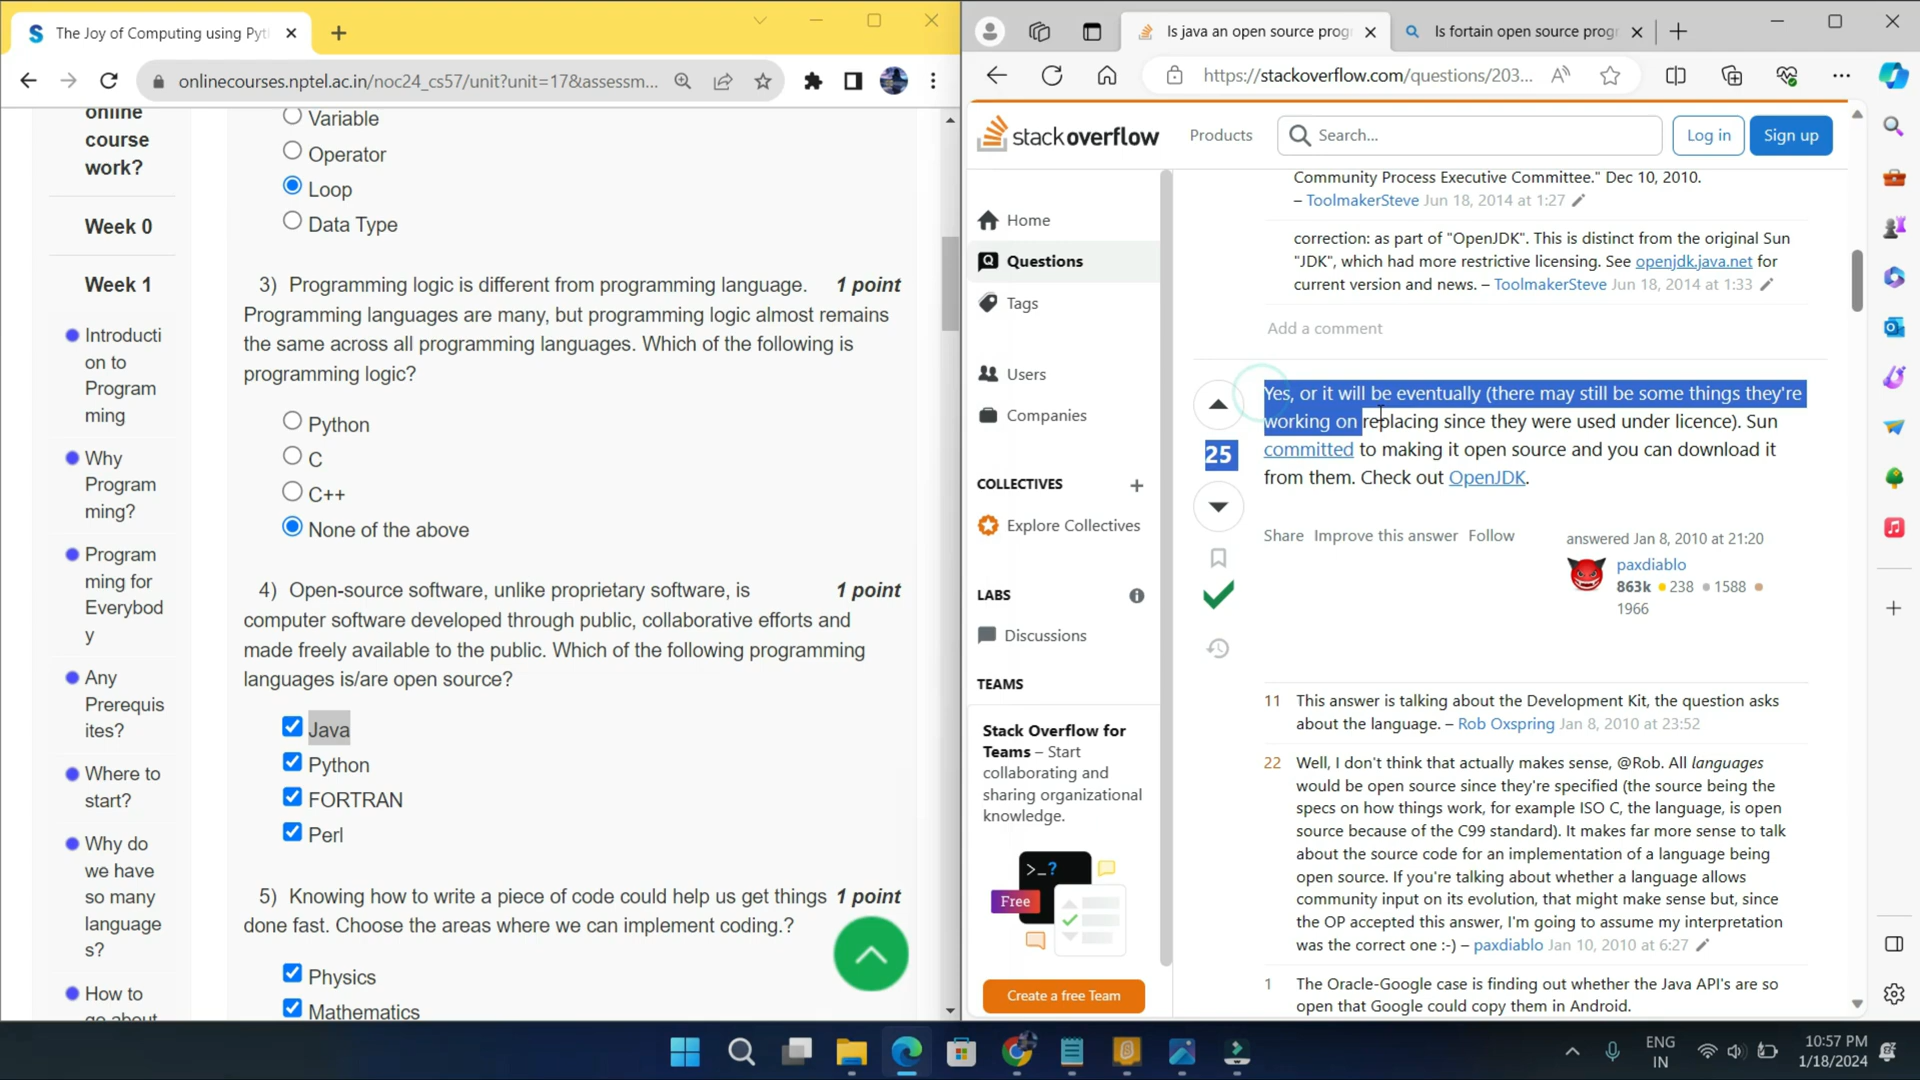 The Joy of Computing using Pyt
onlinecourses.nptel.ac.in/noc24_cs57/unit?unit=17&assessm...
online
course
work?
Week 0
Week 1
Introducti
on to
Program
ming
Why
Program
ming?
Program
ming for
Everybod
y
Any
Prerequis
ites?
Where to
start?
Why do
we have
so many
language
s?
How to
go about
Variable
Operator
Loop
Data Type
3) Programming logic is different from programming language. 1 point
Programming languages are many, but programming logic almost remains
the same across all programming languages. Which of the following is
programming logic?
Python
C
C++
None of the above
4) Open-source software, unlike proprietary software, is 1 point
computer software developed through public, collaborative efforts and
made freely available to the public. Which of the following programming
languages is/are open source?
Java
Python
FORTRAN
Perl
5) Knowing how to write a piece of code could help us get things 1 point
done fast. Choose the areas where we can implement coding.?
Physics
Mathematics
Is java an open source prog
Is fortain open source progr
https://stackoverflow.com/questions/203...
stackoverflow
Products
Search...
Log in
Sign up
Home
Questions
Tags
Users
Companies
COLLECTIVES
Explore Collectives
LABS
Discussions
TEAMS
Stack Overflow for
Teams – Start
collaborating and
sharing organizational
knowledge.
>_?
Free
Create a free Team
Community Process Executive Committee." Dec 10, 2010.
– ToolmakerSteve Jun 18, 2014 at 1:27
correction: as part of "OpenJDK". This is distinct from the original Sun
"JDK", which had more restrictive licensing. See openjdk.java.net for
current version and news. – ToolmakerSteve Jun 18, 2014 at 1:33
Add a comment
25
Yes, or it will be eventually (there may still be some things they're
working on replacing since they were used under licence). Sun
committed to making it open source and you can download it
from them. Check out OpenJDK.
Share Improve this answer Follow
answered Jan 8, 2010 at 21:20
paxdiablo
863k 238 1588
1966
11 This answer is talking about the Development Kit, the question asks
about the language. – Rob Oxspring Jan 8, 2010 at 23:52
22 Well, I don't think that actually makes sense, @Rob. All languages
would be open source since they're specified (the source being the
specs on how things work, for example ISO C, the language, is open
source because of the C99 standard). It makes far more sense to talk
about the source code for an implementation of a language being
open source. If you're talking about whether a language allows
community input on its evolution, that might make sense but, since
the OP accepted this answer, I'm going to assume my interpretation
was the correct one :-) – paxdiablo Jan 10, 2010 at 6:27
1 The Oracle-Google case is finding out whether the Java API's are so
open that Google could copy them in Android.
ENG
IN
10:57 PM
1/18/2024